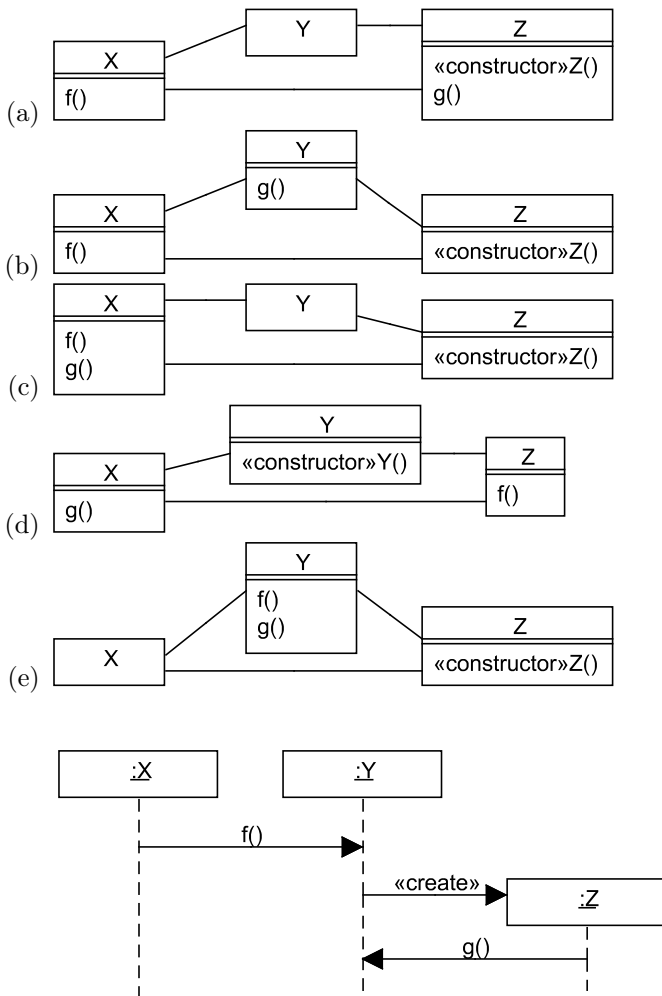 (a)
X
f()
Y
Z
«constructor»Z()
g()
(b)
X
f()
Y
g()
Z
«constructor»Z()
(c)
X
f()
g()
Y
Z
«constructor»Z()
(d)
X
g()
Y
«constructor»Y()
Z
f()
(e)
X
Y
f()
g()
Z
«constructor»Z()
:X
:Y
f()
«create»
:Z
g()